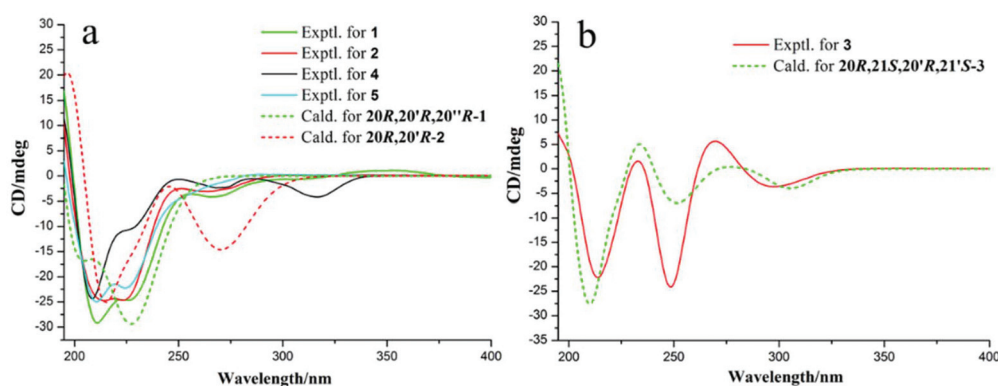 a
30
25
20
15
10
5
0
-5
-10
-15
-20
-25
-30
CD/mdeg
Exptl. for 1
Exptl. for 2
Exptl. for 4
Exptl. for 5
Cald. for 20R,20'R,20''R-1
Cald. for 20R,20'R-2
200 250 300 350 400
Wavelength/nm
b
30
25
20
15
10
5
0
-5
-10
-15
-20
-25
-30
-35
CD/mdeg
Exptl. for 3
Cald. for 20R,21S,20'R,21'S-3
200 250 300 350 400
Wavelength/nm